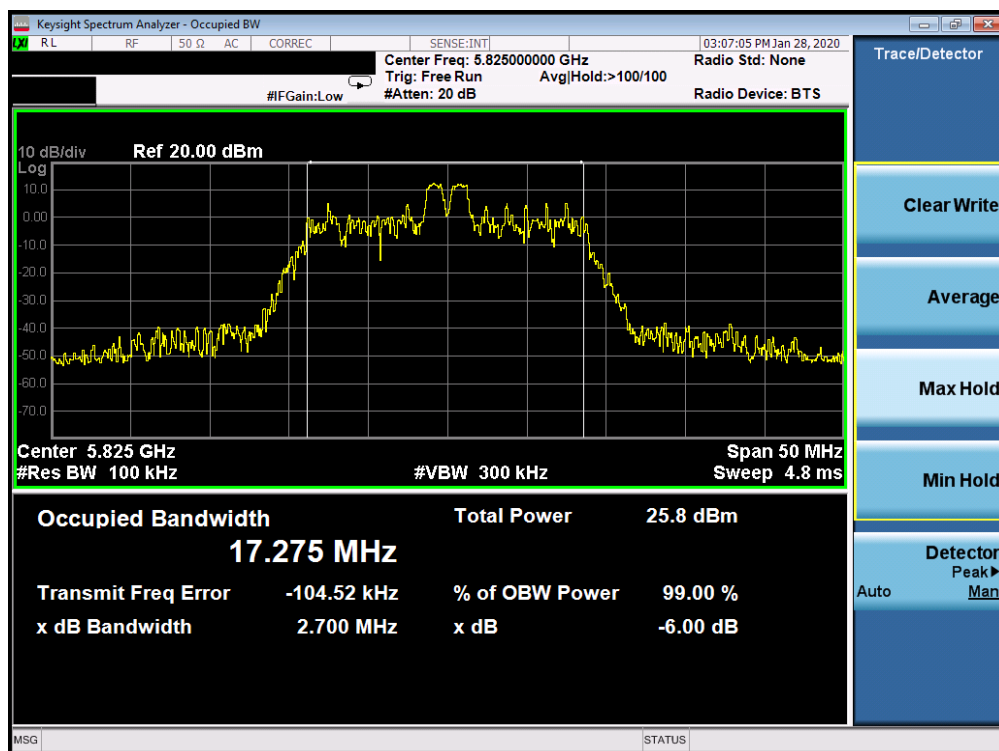 Keysight Spectrum Analyzer - Occupied BW
LXI RL RF 50 Ω AC CORREC SENSE:INT 03:07:05 PM Jan 28, 2020
Center Freq: 5.825000000 GHz Radio Std: None
Trig: Free Run Avg|Hold:>100/100
#IFGain:Low #Atten: 20 dB Radio Device: BTS
10 dB/div Ref 20.00 dBm
Log
10.0
0.00
-10.0
-20.0
-30.0
-40.0
-50.0
-60.0
-70.0
Center 5.825 GHz Span 50 MHz
#Res BW 100 kHz #VBW 300 kHz Sweep 4.8 ms
Occupied Bandwidth Total Power 25.8 dBm
17.275 MHz
Transmit Freq Error -104.52 kHz % of OBW Power 99.00 %
x dB Bandwidth 2.700 MHz x dB -6.00 dB
MSG STATUS
Trace/Detector
Clear Write
Average
Max Hold
Min Hold
Detector
Peak▶
Auto Man